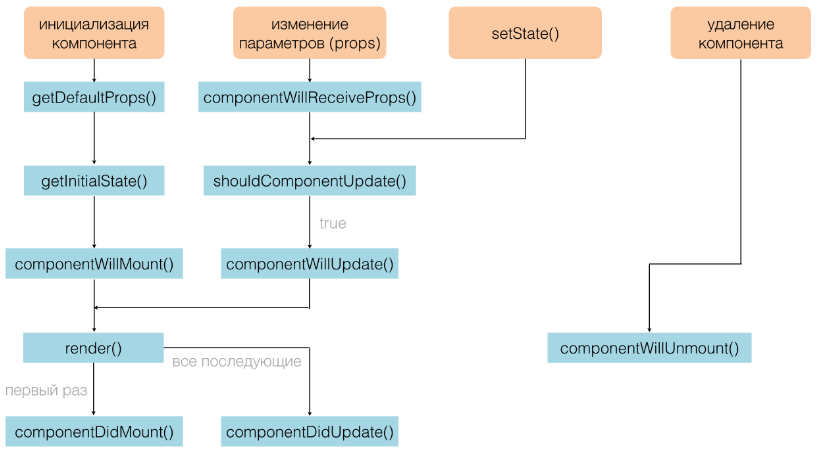 инициализация
компонента
изменение
параметров (props)
setState()
удаление
компонента
getDefaultProps()
componentWillReceiveProps()
getInitialState()
shouldComponentUpdate()
true
componentWillMount()
componentWillUpdate()
render()
все последующие
componentWillUnmount()
первый раз
componentDidMount()
componentDidUpdate()